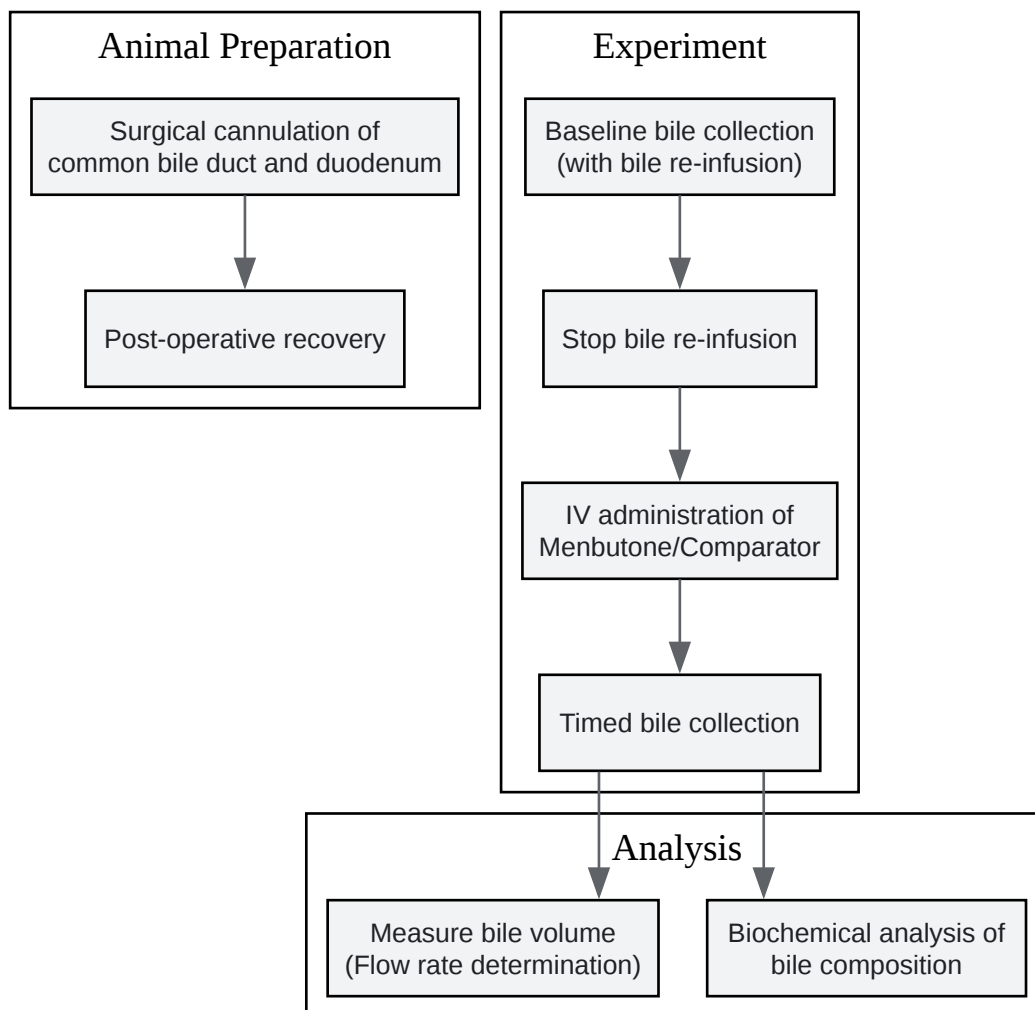 Animal Preparation
Surgical cannulation of
common bile duct and duodenum
Post-operative recovery
Experiment
Baseline bile collection
(with bile re-infusion)
Stop bile re-infusion
IV administration of
Menbutone/Comparator
Timed bile collection
Analysis
Measure bile volume
(Flow rate determination)
Biochemical analysis of
bile composition